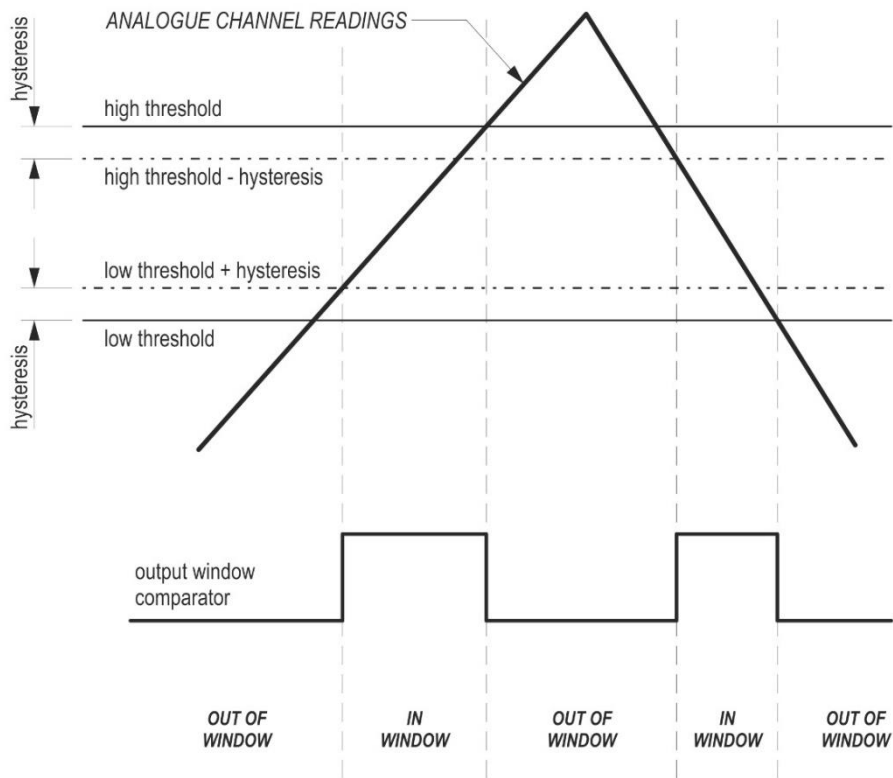 ANALOGUE CHANNEL READINGS
hysteresis
high threshold
high threshold - hysteresis
low threshold + hysteresis
low threshold
hysteresis
output window
comparator
OUT OF
WINDOW
IN
WINDOW
OUT OF
WINDOW
IN
WINDOW
OUT OF
WINDOW